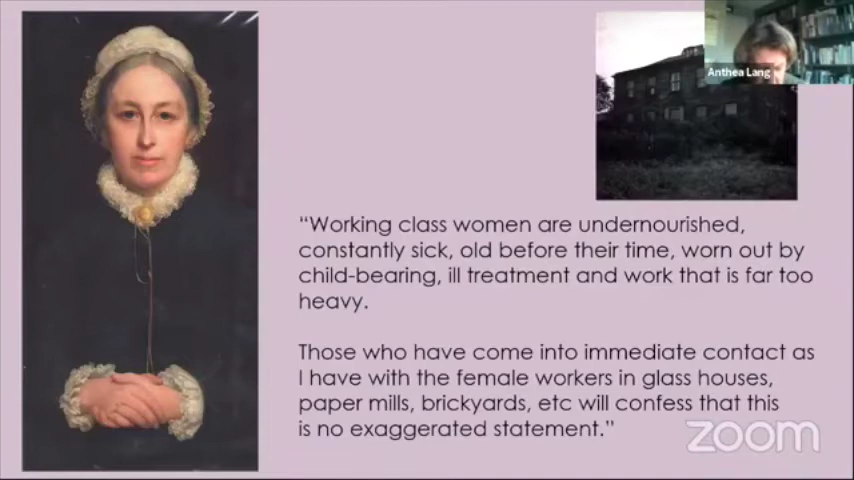 Anthea Lang
“Working class women are undernourished,
constantly sick, old before their time, worn out by
child-bearing, ill treatment and work that is far too
heavy.
Those who have come into immediate contact as
I have with the female workers in glass houses,
paper mills, brickyards, etc will confess that this
is no exaggerated statement.”
zoom